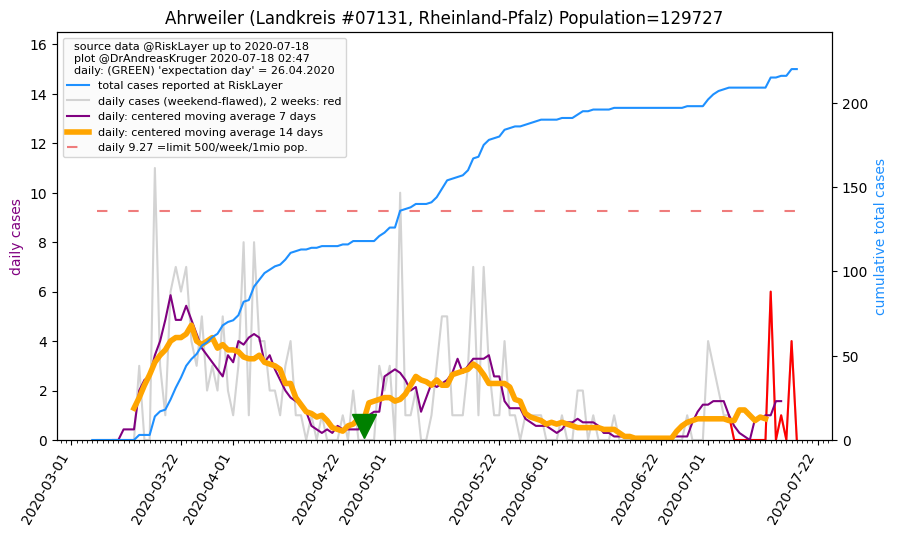 Ahrweiler (Landkreis #07131, Rheinland-Pfalz) Population=129727
source data @RiskLayer up to 2020-07-18
plot @DrAndreasKruger 2020-07-18 02:47
daily: (GREEN) 'expectation day' = 26.04.2020
total cases reported at RiskLayer
daily cases (weekend-flawed), 2 weeks: red
daily: centered moving average 7 days
daily: centered moving average 14 days
daily 9.27 =limit 500/week/1mio pop.
daily cases
16
14
12
10
8
6
4
2
0
cumulative total cases
200
150
100
50
0
2020-03-01
2020-03-22
2020-04-01
2020-04-22
2020-05-01
2020-05-22
2020-06-01
2020-06-22
2020-07-01
2020-07-22